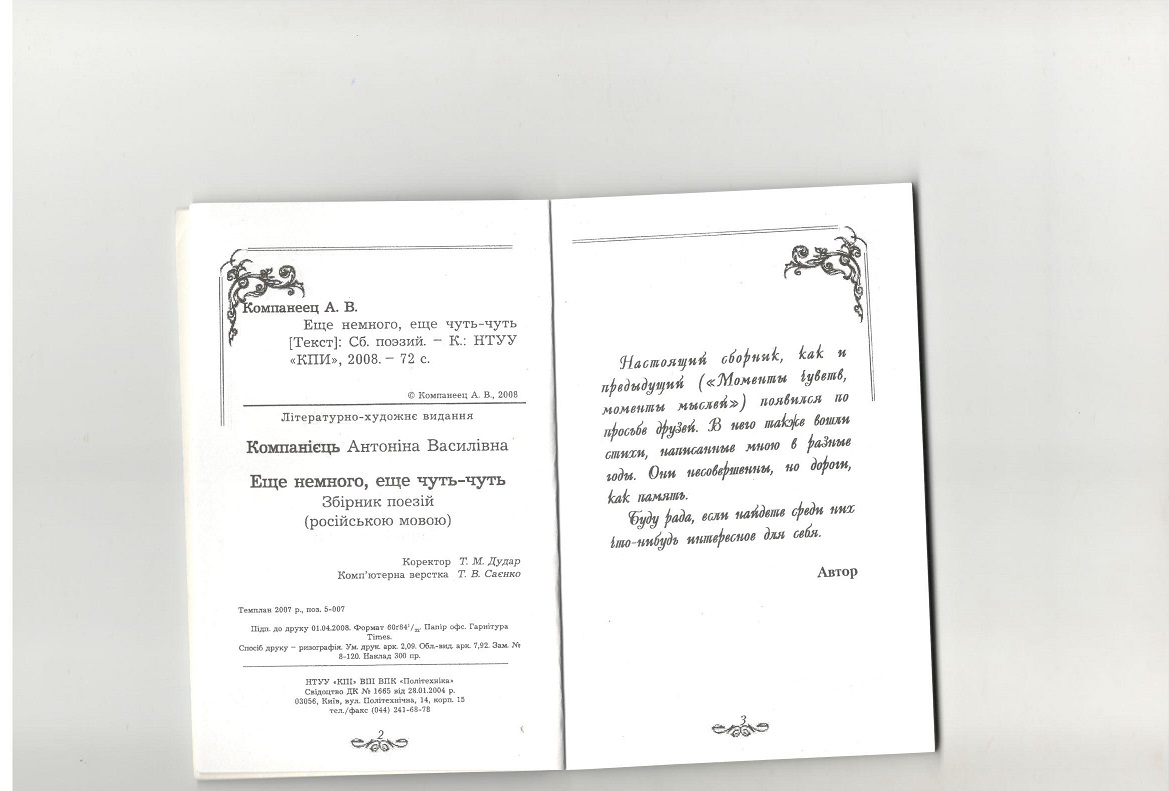 Компанеец А. В.
Еще немного, еще чуть-чуть
[Текст]: Сб. поэзий. – К.: НТУУ
«КПИ», 2008. – 72 с.
© Компанеец А. В., 2008
Літературно-художнє видання
Компанієць Антоніна Василівна
Еще немного, еще чуть-чуть
Збірник поезій
(російською мовою)
Коректор Т. М. Дудар
Комп’ютерна верстка Т. В. Саєнко
Темплан 2007 р., поз. 5-007
Підп. до друку 01.04.2008. Формат 60г84¹/₃₂. Папір офс. Гарнітура
Times.
Спосіб друку – ризографія. Ум. друк. арк. 2,09. Обл.-вид. арк. 7,92. Зам. №
8-120. Наклад 300 пр.
НТУУ «КПІ» ВПІ ВПК «Політехніка»
Свідоцтво ДК № 1665 від 28.01.2004 р.
03056, Київ, вул. Політехнічна, 14, корп. 15
тел./факс (044) 241-68-78
2
Настоящий сборник, как и
предыдущий («Моменты чувств,
моменты мыслей») появился по
просьбе друзей. В него также вошли
стихи, написанные мною в разные
годы. Они несовершенны, но дороги,
как память.
Буду рада, если найдете среди них
что-нибудь интересное для себя.
Автор
3